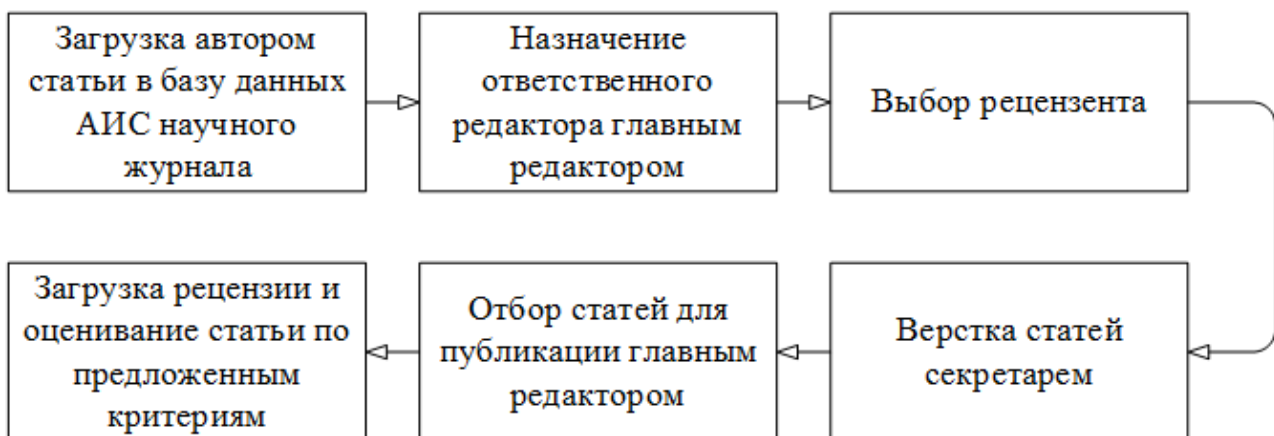 Загрузка автором
статьи в базу данных
АИС научного
журнала
Назначение
ответственного
редактора главным
редактором
Выбор рецензента
Загрузка рецензии и
оценивание статьи по
предложенным
критериям
Отбор статей для
публикации главным
редактором
Верстка статей
секретарем